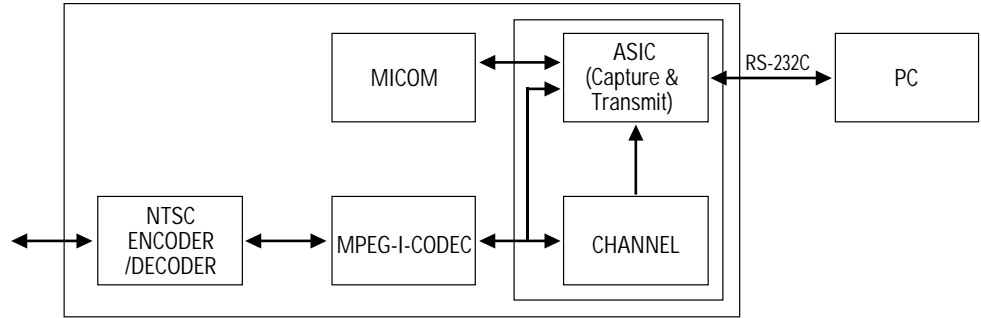 MICOM
ASIC
(Capture &
Transmit)
RS-232C
PC
NTSC
ENCODER
/DECODER
MPEG-I-CODEC
CHANNEL